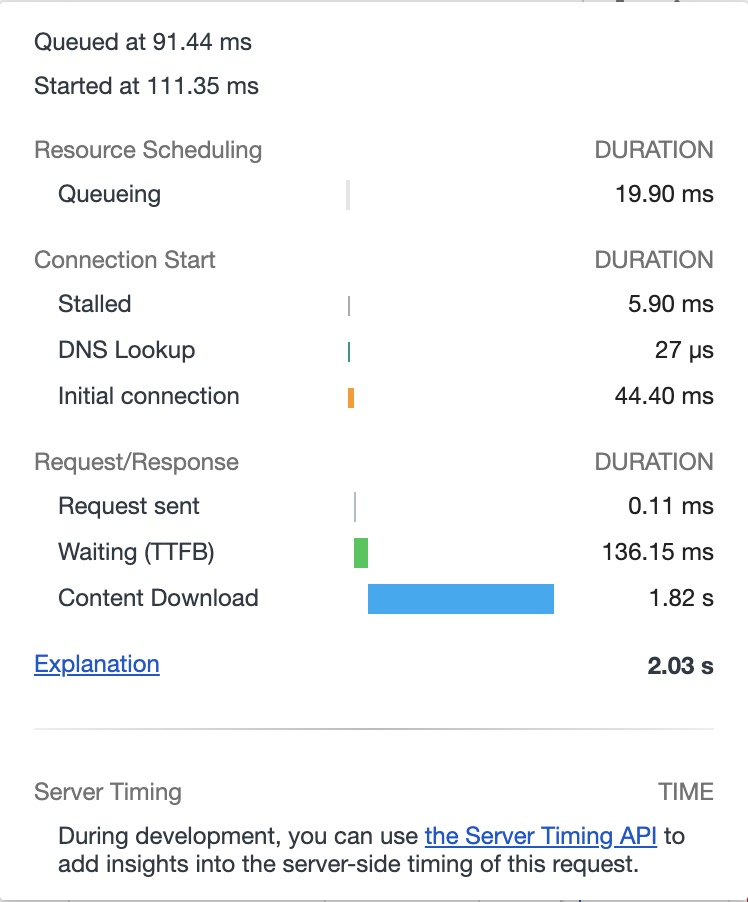 Queued at 91.44 ms
Started at 111.35 ms
Resource Scheduling DURATION
Queueing 19.90 ms
Connection Start DURATION
Stalled 5.90 ms
DNS Lookup 27 μs
Initial connection 44.40 ms
Request/Response DURATION
Request sent 0.11 ms
Waiting (TTFB) 136.15 ms
Content Download 1.82 s
Explanation 2.03 s
Server Timing TIME
During development, you can use the Server Timing API to
add insights into the server-side timing of this request.